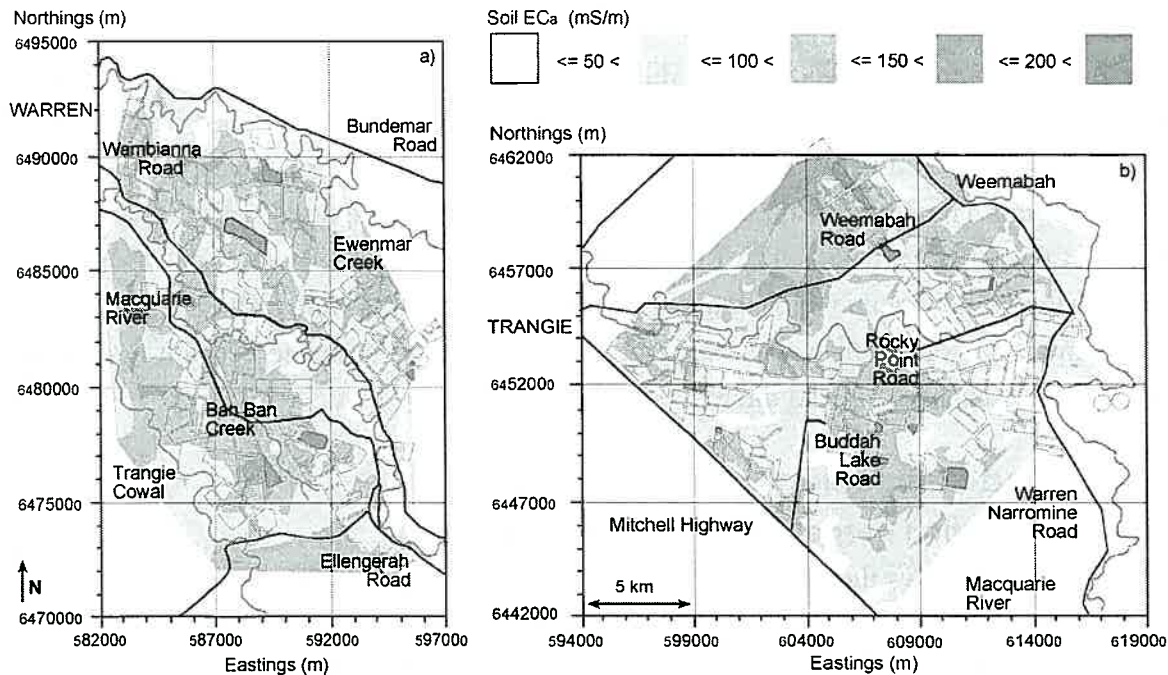 Northings (m)
6495000
a)
WARREN
Bundemar
Road
Wambianna
Road
6490000
Ewenmar
Creek
6485000
Macquarie
River
6480000
Ban Ban
Creek
Trangie
Cowal
6475000
Ellengerah
Road
N
6470000
582000 587000 592000 597000
Eastings (m)
Soil ECa (mS/m)
<= 50 < <= 100 < <= 150 < <= 200 <
Northings (m)
6462000
b)
Weemabah
Weemabah
Road
6457000
TRANGIE
Rocky
Point
Road
6452000
Buddah
Lake
Road
6447000
Warren
Narromine
Road
Mitchell Highway
5 km
Macquarie
River
6442000
594000 599000 604000 609000 614000 619000
Eastings (m)